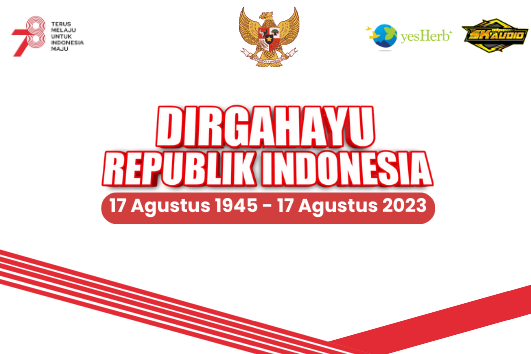 78
TERUS
MELAJU
UNTUK
INDONESIA
MAJU
yesHerb
SK AUDIO
DIRGAHAYU
REPUBLIK INDONESIA
17 Agustus 1945 - 17 Agustus 2023